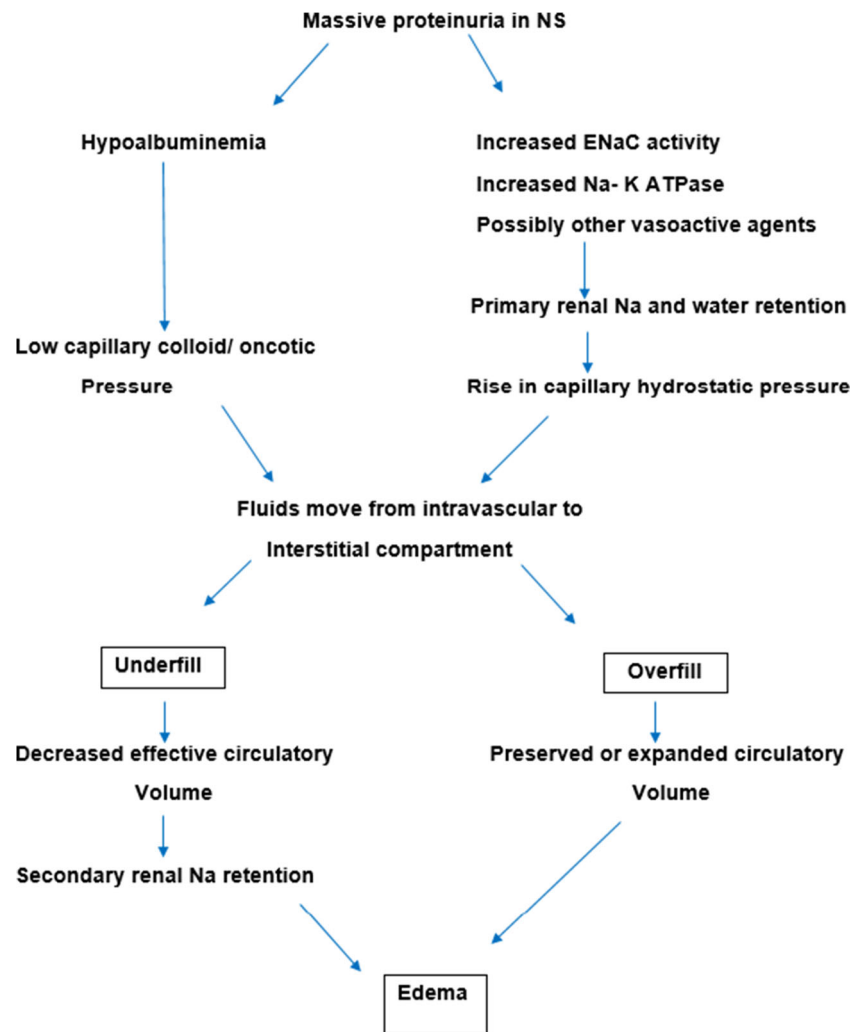 Massive proteinuria in NS
Hypoalbuminemia
Increased ENaC activity
Increased Na- K ATPase
Possibly other vasoactive agents
Primary renal Na and water retention
Low capillary colloid/ oncotic
Pressure
Rise in capillary hydrostatic pressure
Fluids move from intravascular to
Interstitial compartment
Underfill
Overfill
Decreased effective circulatory
Volume
Preserved or expanded circulatory
Volume
Secondary renal Na retention
Edema